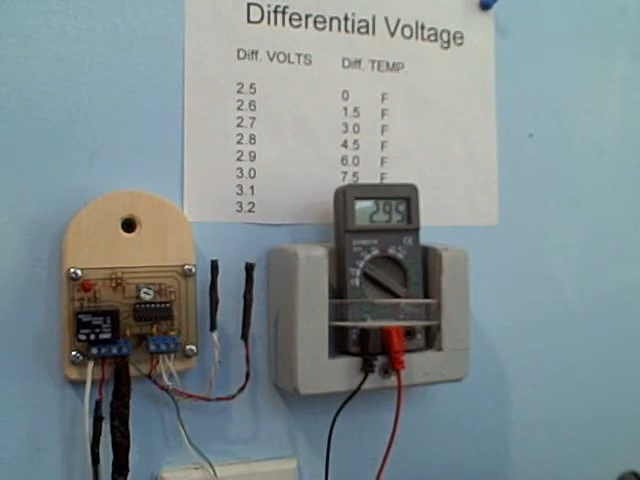 Differential Voltage
Diff. VOLTS Diff. TEMP.
2.5 0 F
2.6 1.5 F
2.7 3.0 F
2.8 4.5 F
2.9 6.0 F
3.0 7.5 F
3.1
3.2
2.95